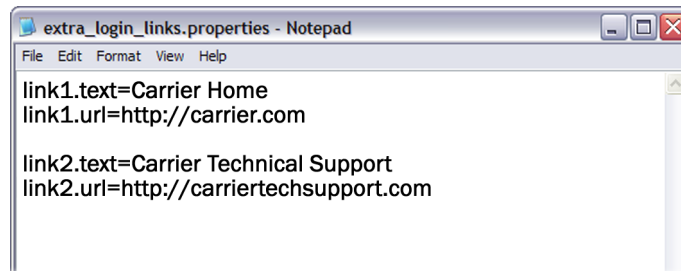 extra_login_links.properties - Notepad
File Edit Format View Help
link1.text=Carrier Home
link1.url=http://carrier.com
link2.text=Carrier Technical Support
link2.url=http://carriertechsupport.com